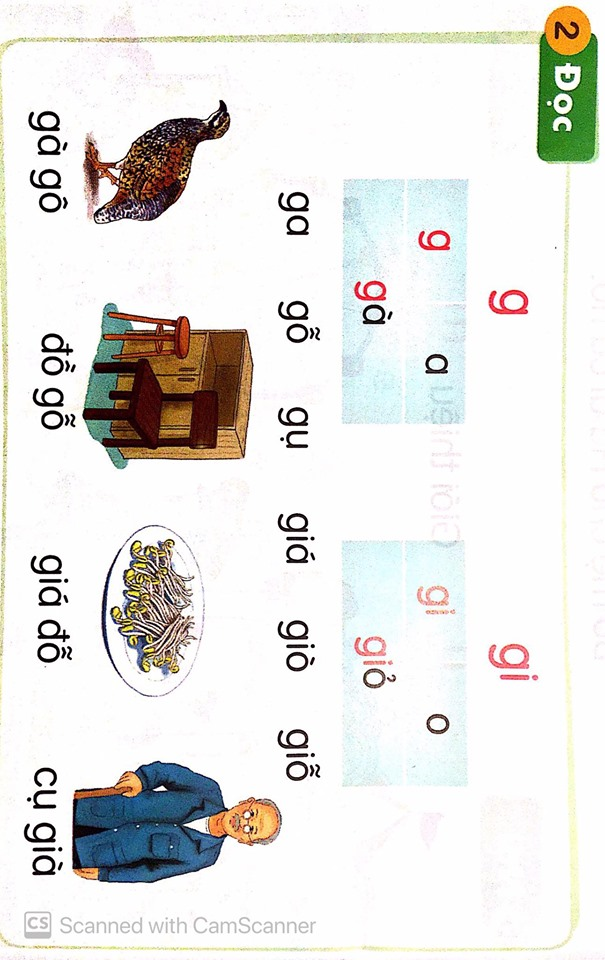 2 Đọc
g gi
g a gi o
gà giỏ
ga gỗ gụ giá giò giỗ
gà gô đồ gỗ giá đỗ cụ già
CS Scanned with CamScanner